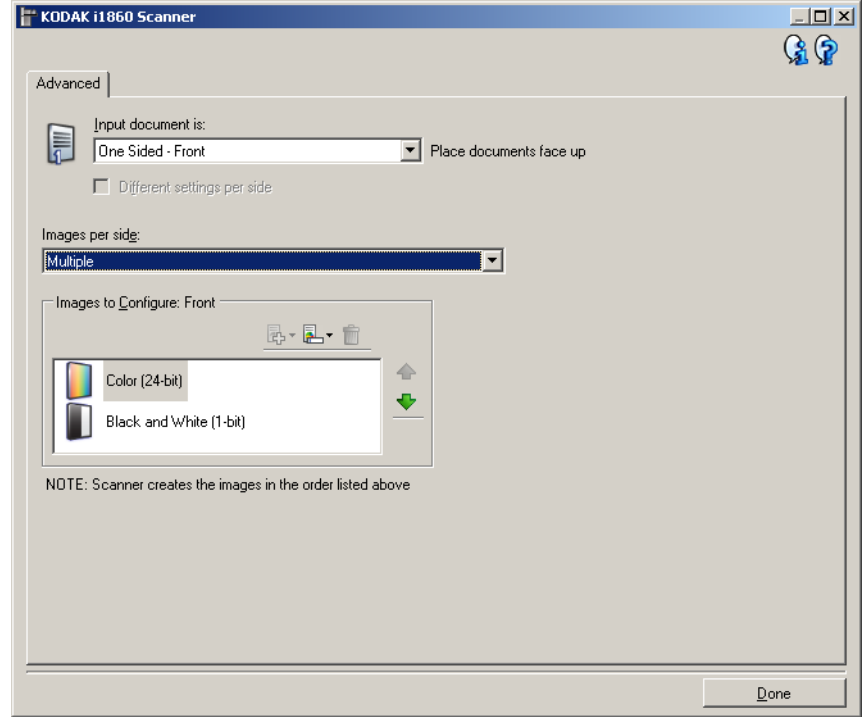 KODAK i1860 Scanner
Advanced
Input document is:
One Sided - Front
Place documents face up
Different settings per side
Images per side:
Multiple
Images to Configure: Front
Color (24-bit)
Black and White (1-bit)
NOTE: Scanner creates the images in the order listed above
Done